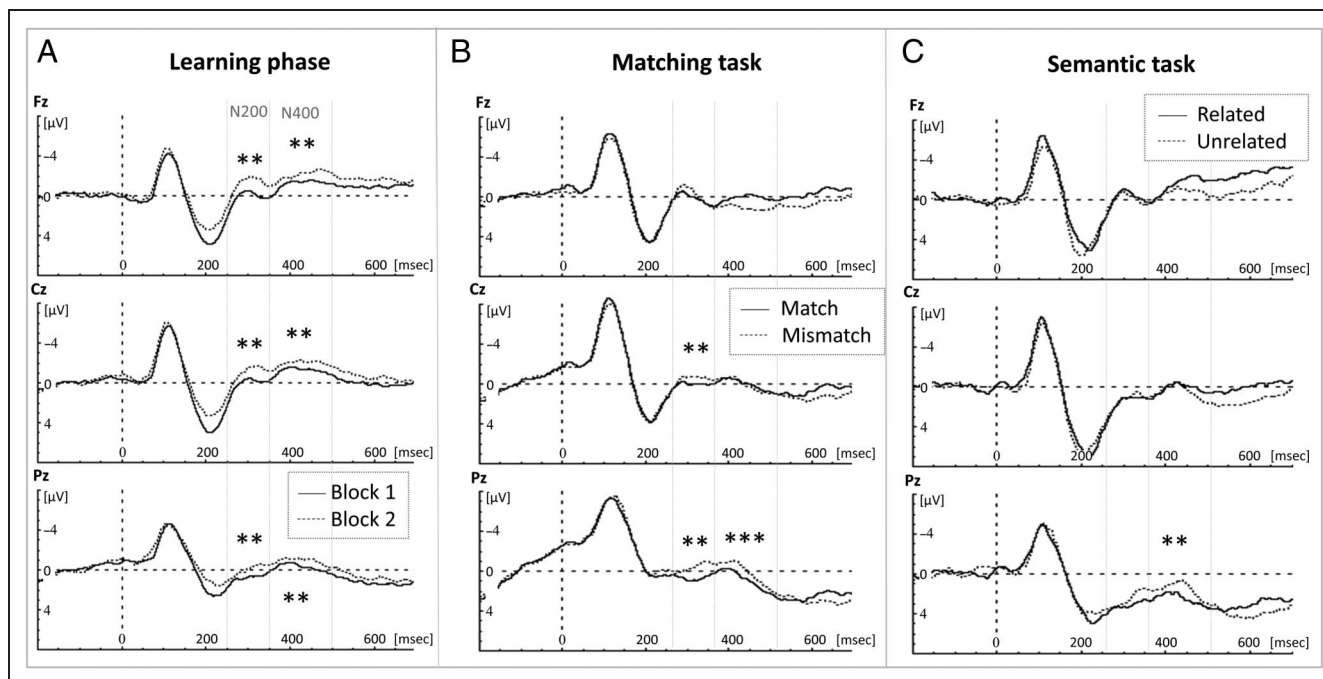 A
Learning phase
Fz
[µV]
N200
N400
**
**
-4
0
4
0
200
400
600
[msec]
Cz
[µV]
**
**
-4
0
4
0
200
400
600
[msec]
Pz
[µV]
Block 1
Block 2
**
**
-4
0
4
0
200
400
600
[msec]
B
Matching task
Fz
[µV]
-4
0
4
0
200
400
600
[msec]
Cz
[µV]
Match
Mismatch
**
-4
0
4
0
200
400
600
[msec]
Pz
[µV]
**
***
-4
0
4
0
200
400
600
[msec]
C
Semantic task
Fz
[µV]
Related
Unrelated
-4
0
4
0
200
400
600
[msec]
Cz
[µV]
-4
0
4
0
200
400
600
[msec]
Pz
[µV]
**
-4
0
4
0
200
400
600
[msec]